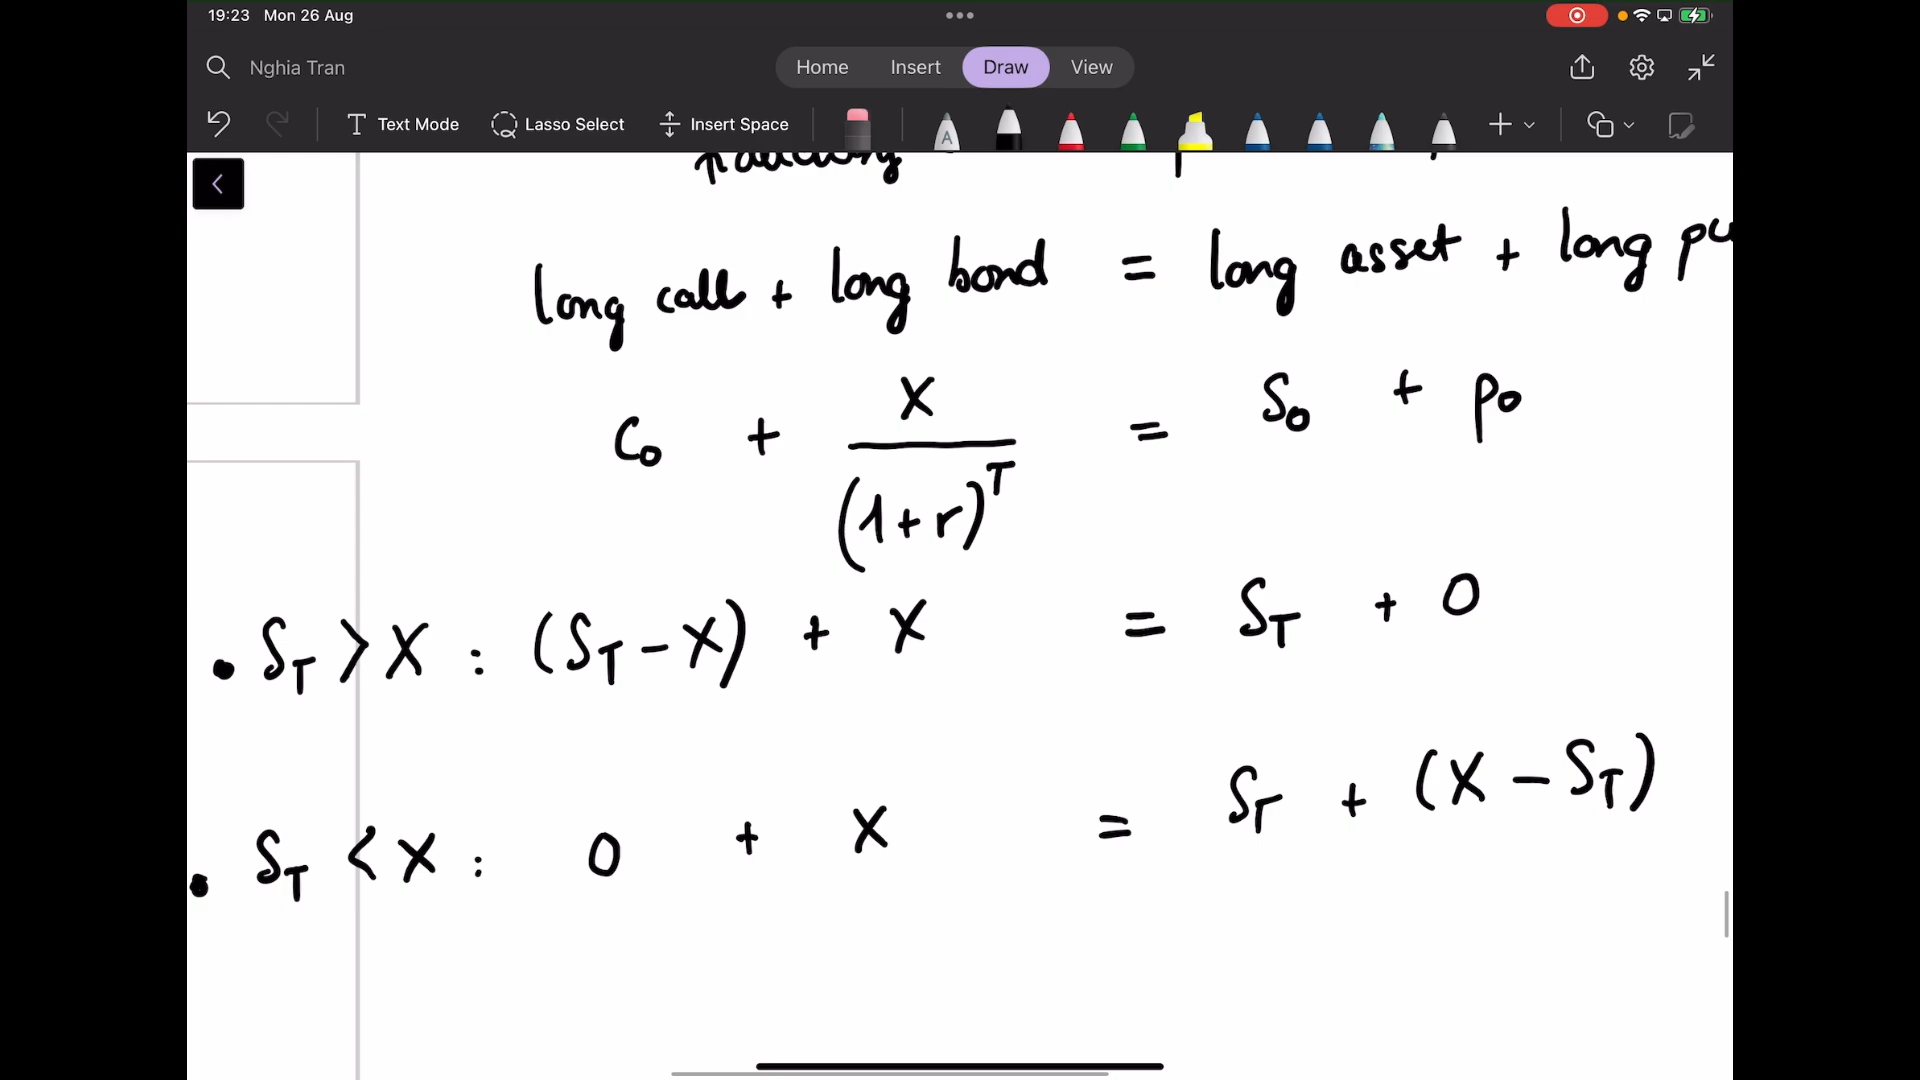 19:23 Mon 26 Aug
Nghia Tran
Home Insert Draw View
Text Mode Lasso Select Insert Space
long call + long bond = long asset + long pu
c₀ + X / (1+r)^T = S₀ + p₀
• S_T > X : (S_T - X) + X = S_T + 0
• S_T < X : 0 + X = S_T + (X - S_T)